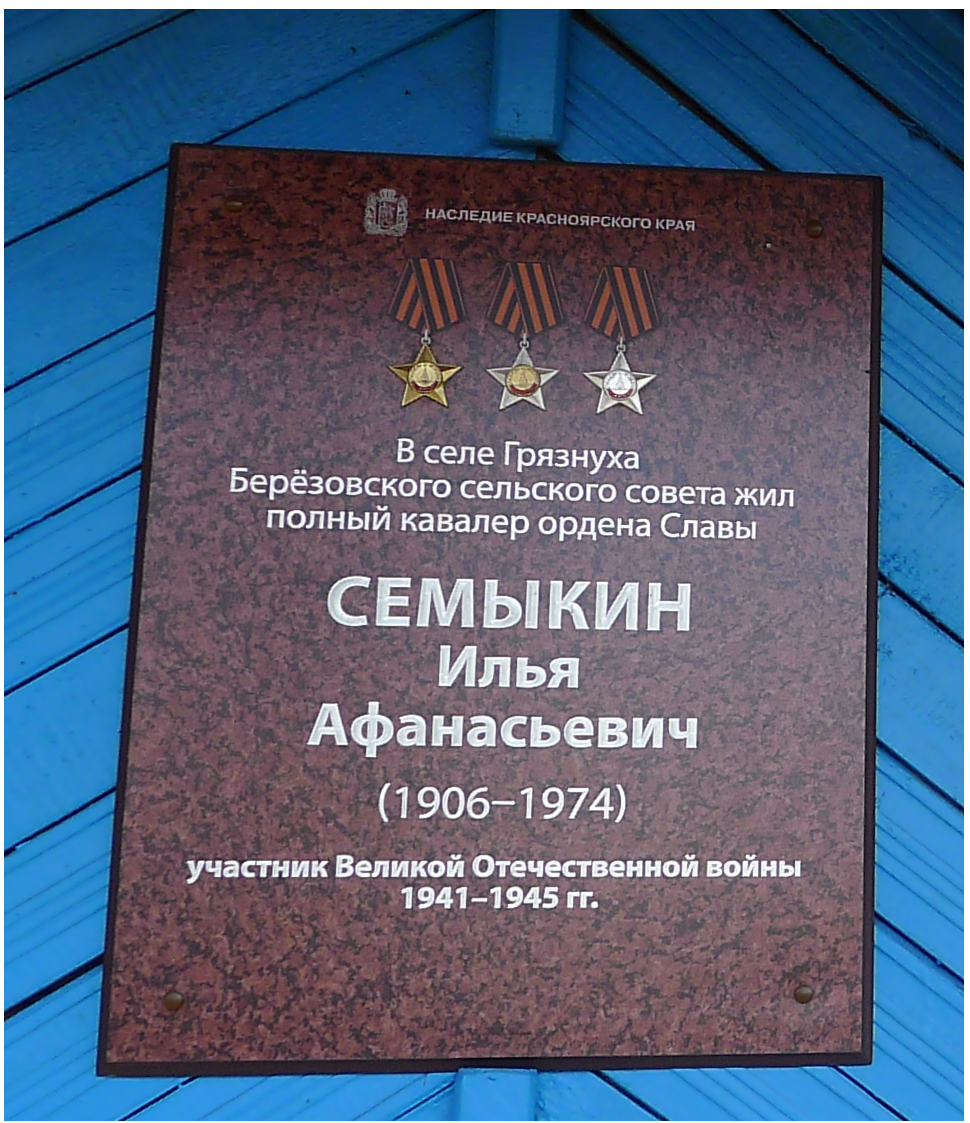 НАСЛЕДИЕ КРАСНОЯРСКОГО КРАЯ
В селе Грязнуха
Берёзовского сельского совета жил
полный кавалер ордена Славы
СЕМЫКИН
Илья
Афанасьевич
(1906–1974)
участник Великой Отечественной войны
1941–1945 гг.